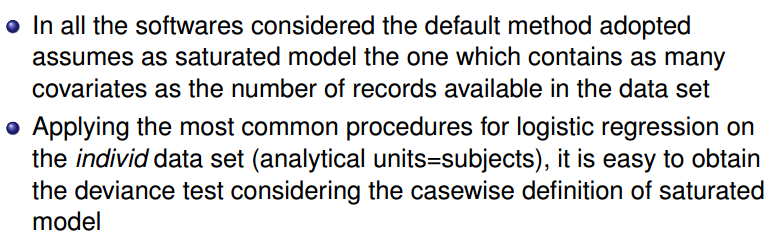 In all the softwares considered the default method adopted
assumes as saturated model the one which contains as many
covariates as the number of records available in the data set
Applying the most common procedures for logistic regression on
the individ data set (analytical units=subjects), it is easy to obtain
the deviance test considering the casewise definition of saturated
model